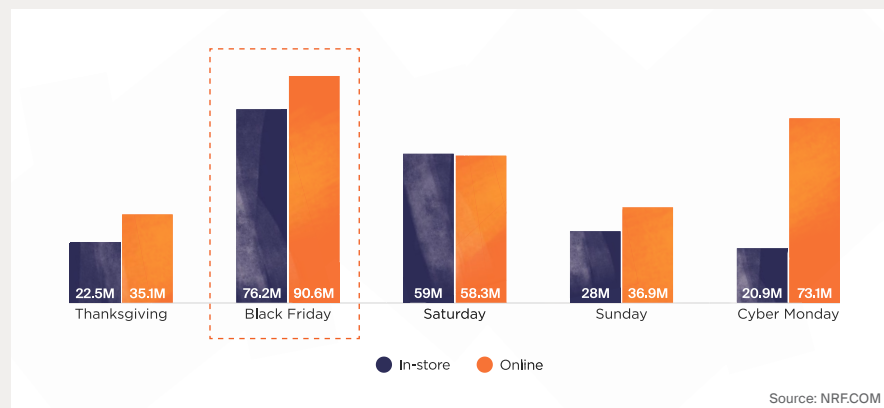 22.5M 35.1M 76.2M 90.6M 59M 58.3M 28M 36.9M 20.9M 73.1M
Thanksgiving Black Friday Saturday Sunday Cyber Monday
In-store Online
Source: NRF.COM